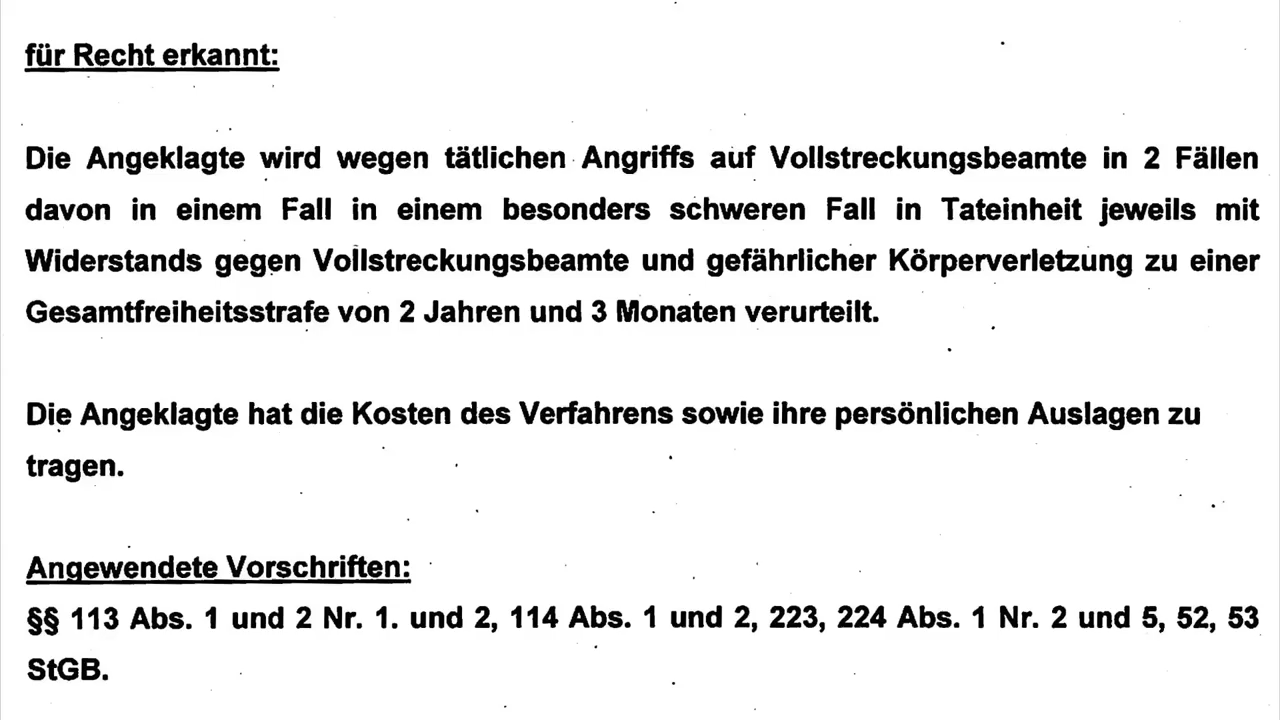 für Recht erkannt:
Die Angeklagte wird wegen tätlichen Angriffs auf Vollstreckungsbeamte in 2 Fällen
davon in einem Fall in einem besonders schweren Fall in Tateinheit jeweils mit
Widerstands gegen Vollstreckungsbeamte und gefährlicher Körperverletzung zu einer
Gesamtfreiheitsstrafe von 2 Jahren und 3 Monaten verurteilt.
Die Angeklagte hat die Kosten des Verfahrens sowie ihre persönlichen Auslagen zu
tragen.
Angewendete Vorschriften:
§§ 113 Abs. 1 und 2 Nr. 1. und 2, 114 Abs. 1 und 2, 223, 224 Abs. 1 Nr. 2 und 5, 52, 53
StGB.